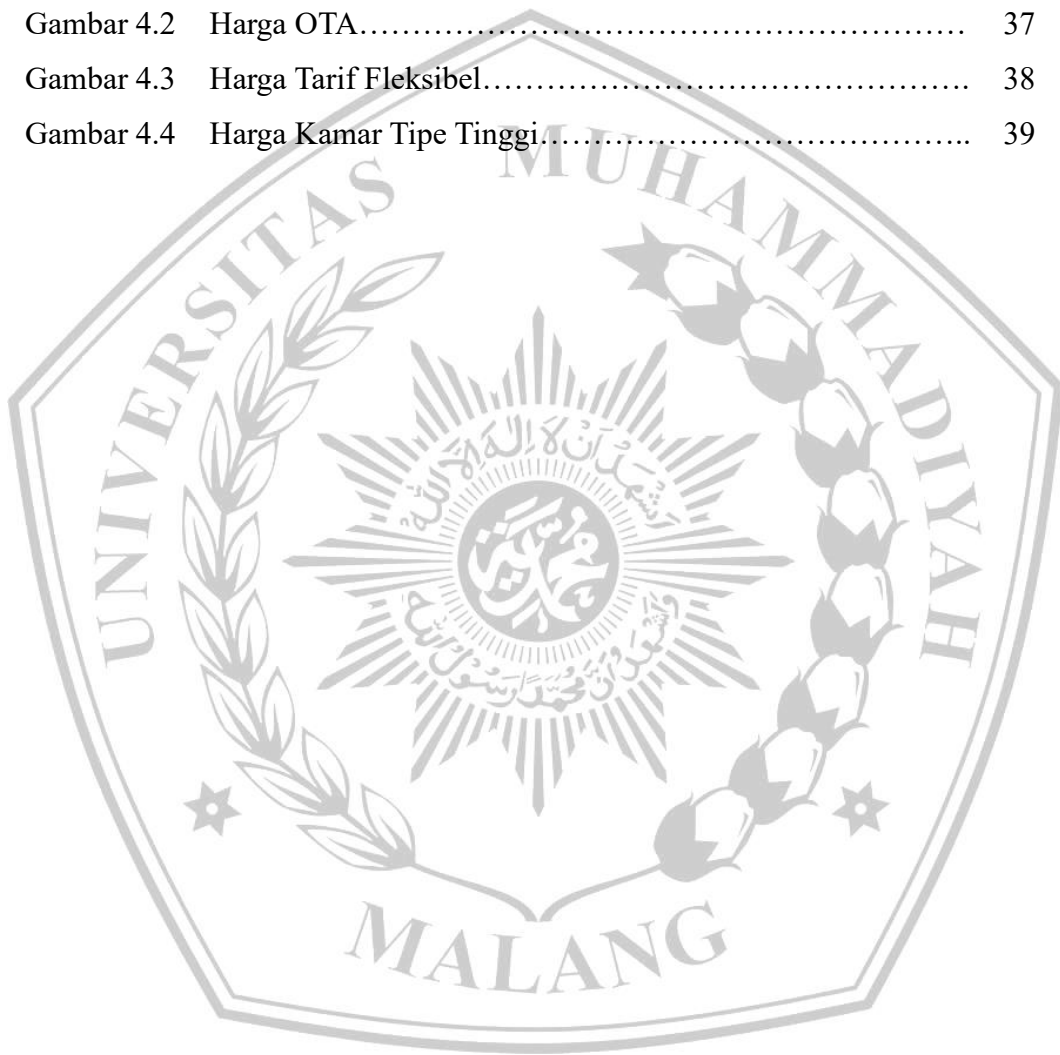 Gambar 4.2 Harga OTA………………………………………………… 37
Gambar 4.3 Harga Tarif Fleksibel………………………………………. 38
Gambar 4.4 Harga Kamar Tipe Tinggi………………………………….. 39
UNIVERSITAS MUHAMMADIYAH
MALANG